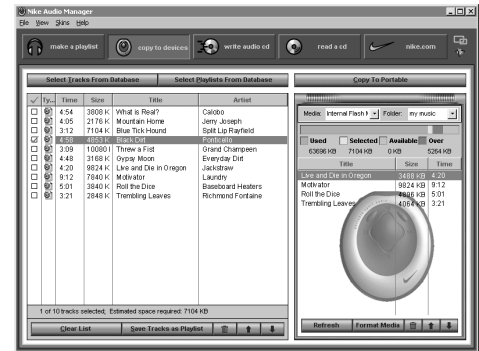 Nike Audio Manager
File View Skins Help
make a playlist copy to devices write audio cd read a cd nike.com
Select Tracks From Database Select Playlists From Database Copy To Portable
Ty... Time Size Title Artist
4:54 3808 K What is Real? Calobo
4:05 2176 K Mountain Home Jerry Joseph
3:12 7104 K Blue Tick Hound Split Lip Rayfield
4:59 4853 K Black Dirt Ponticello
3:09 10080 I Threw a Fist Grand Champeen
4:48 3168 K Gypsy Moon Everyday Dirt
4:20 9824 K Live and Die in Oregon Jackstraw
9:12 7840 K Motivator Laundry
5:01 3840 K Roll the Dice Baseboard Heaters
3:21 2848 K Trembling Leaves Richmond Fontaine
1 of 10 tracks selected, Estimated space required: 7104 KB
Clear List Save Tracks as Playlist
Media: Internal Flash M Folder: my music
Used Selected Available Over
63696 KB 7104 KB 0 KB 5264 KB
Title Size Time
Live and Die in Oregon 3488 KB 4:20
Motivator 9824 KB 9:12
Roll the Dice 4896 KB 5:01
Trembling Leaves 4064 KB 3:21
Refresh Format Media